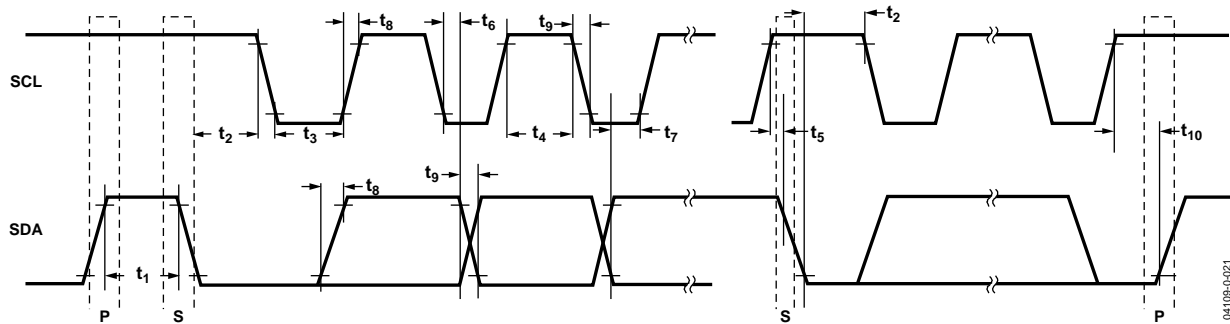 t8 t6 t9 t2
SCL
t2 t3 t4 t7 t5 t10
t9
t8
SDA
t1
P S S P
04109-0-021